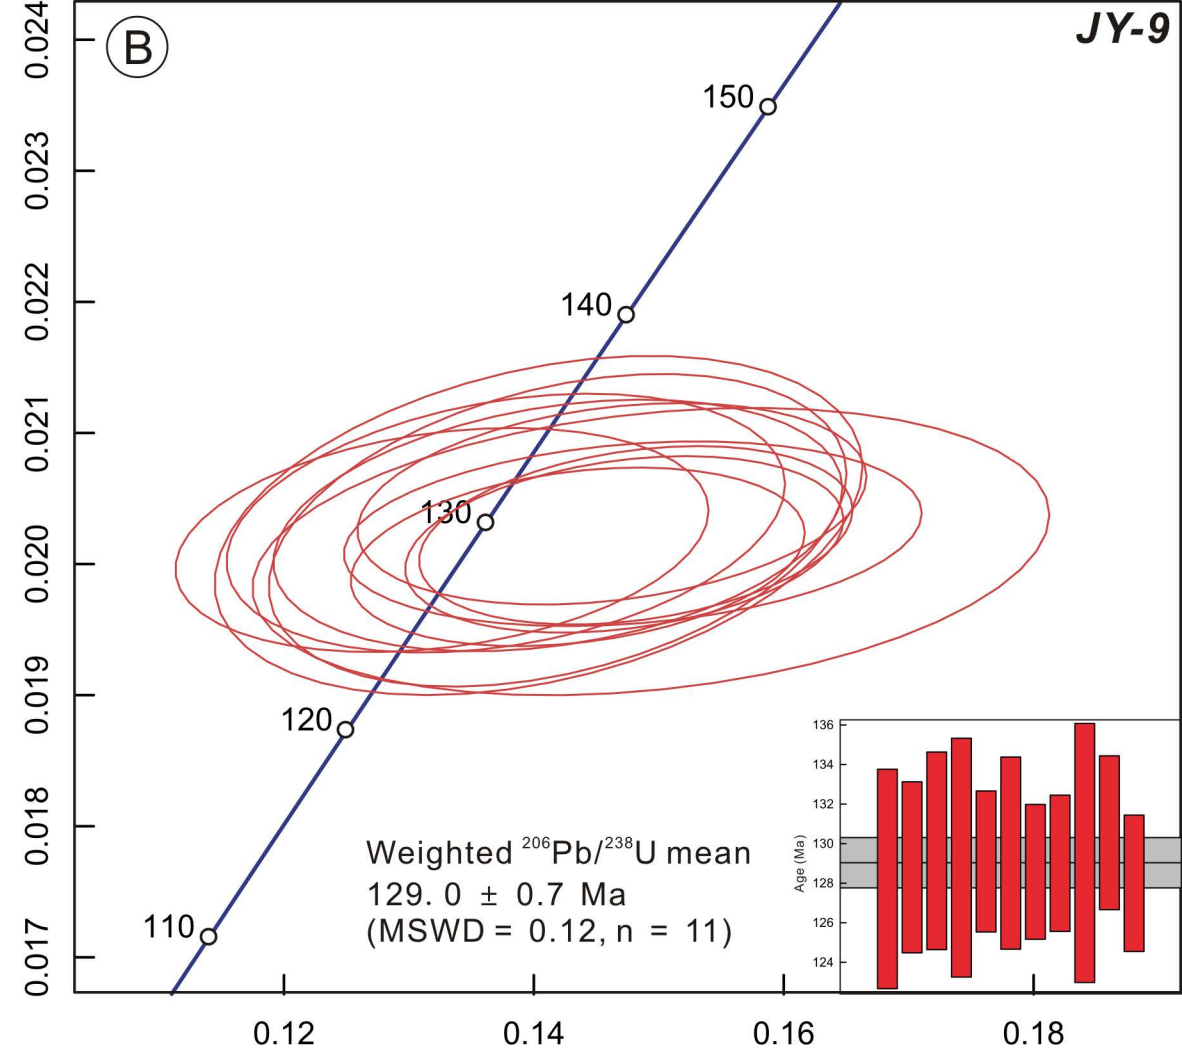 B
JY-9
0.024
0.023
0.022
0.021
0.020
0.019
0.018
0.017
150
140
130
120
110
Weighted ²⁰⁶Pb/²³⁸U mean
129. 0 ± 0.7 Ma
(MSWD = 0.12, n = 11)
Age (Ma)
136
134
132
130
128
126
124
0.12 0.14 0.16 0.18